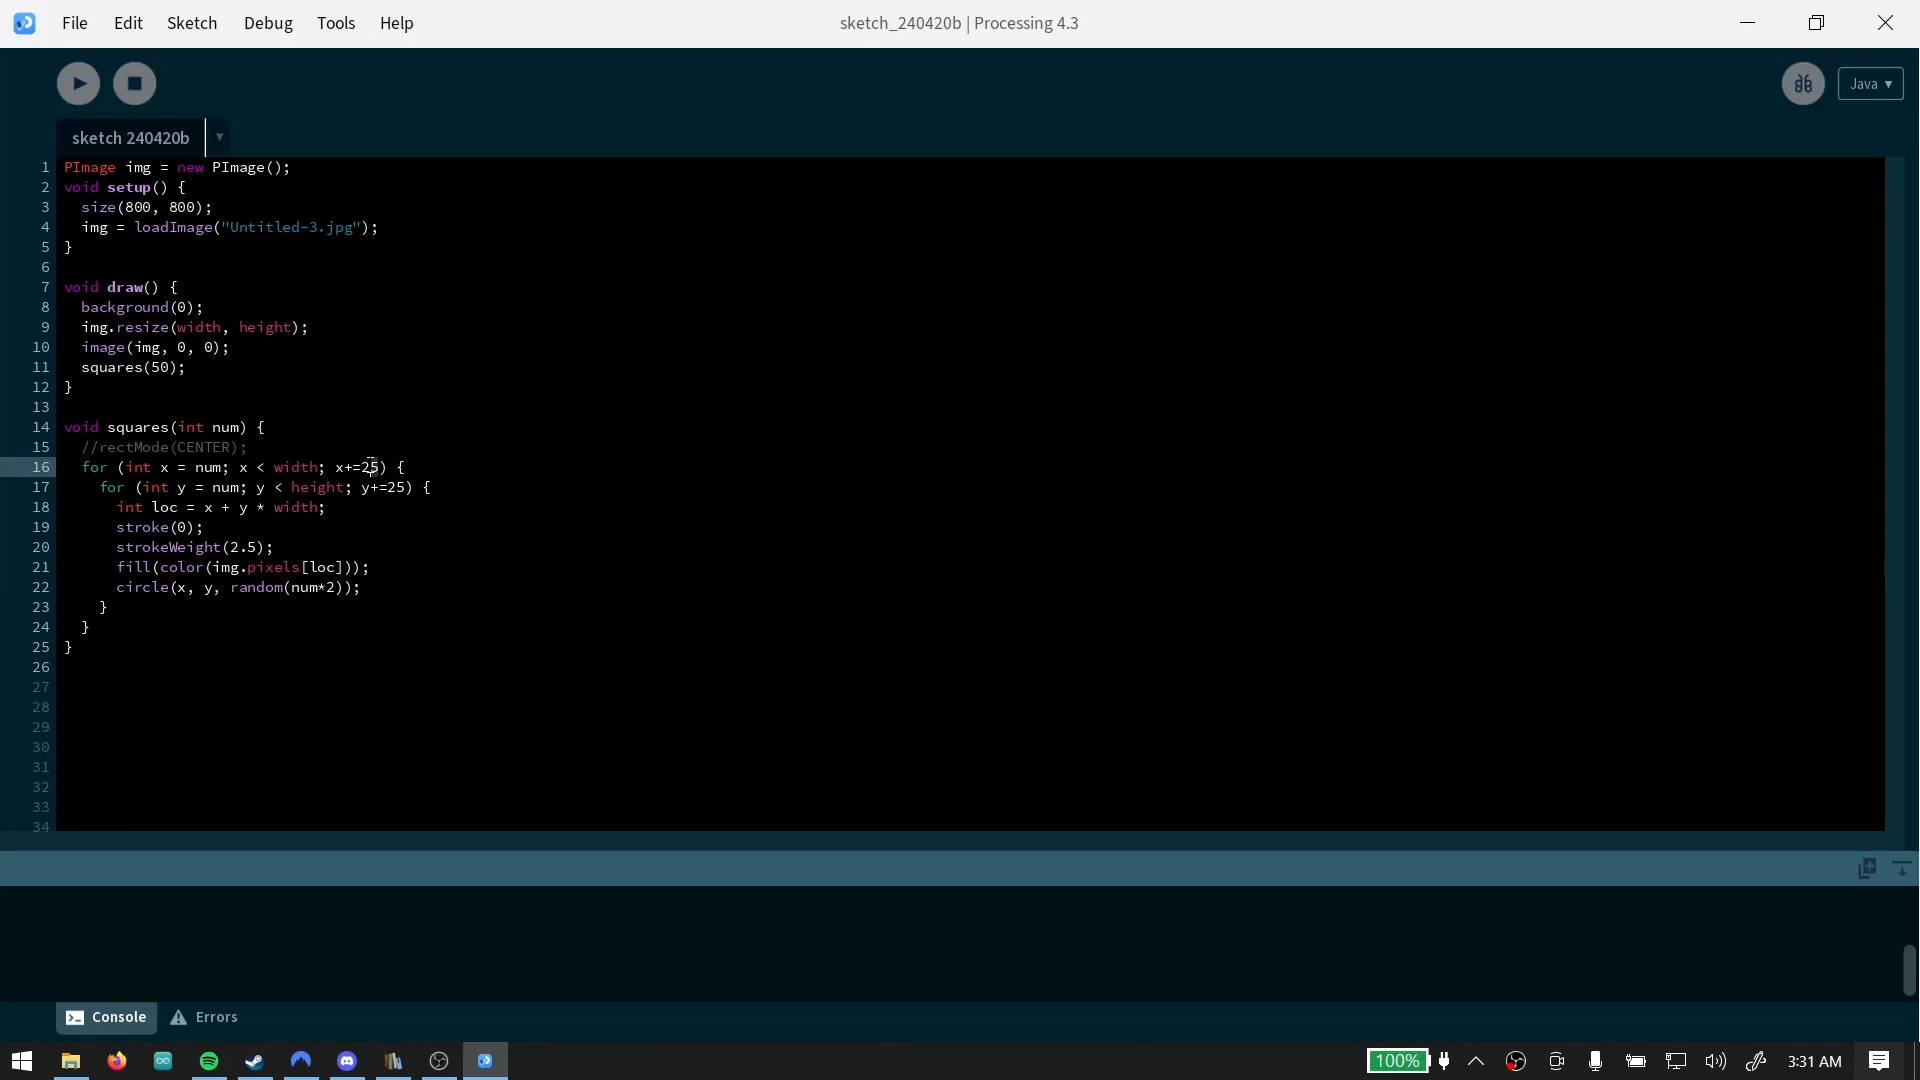 File Edit Sketch Debug Tools Help sketch_240420b | Processing 4.3
Java ▾
sketch 240420b ▾
1 PImage img = new PImage();
2 void setup() {
3 size(800, 800);
4 img = loadImage("Untitled-3.jpg");
5 }
6
7 void draw() {
8 background(0);
9 img.resize(width, height);
10 image(img, 0, 0);
11 squares(50);
12 }
13
14 void squares(int num) {
15 //rectMode(CENTER);
16 for (int x = num; x < width; x+=25) {
17 for (int y = num; y < height; y+=25) {
18 int loc = x + y * width;
19 stroke(0);
20 strokeWeight(2.5);
21 fill(color(img.pixels[loc]));
22 circle(x, y, random(num*2));
23 }
24 }
25 }
26
27
28
29
30
31
32
33
34
Console Errors
100% 3:31 AM